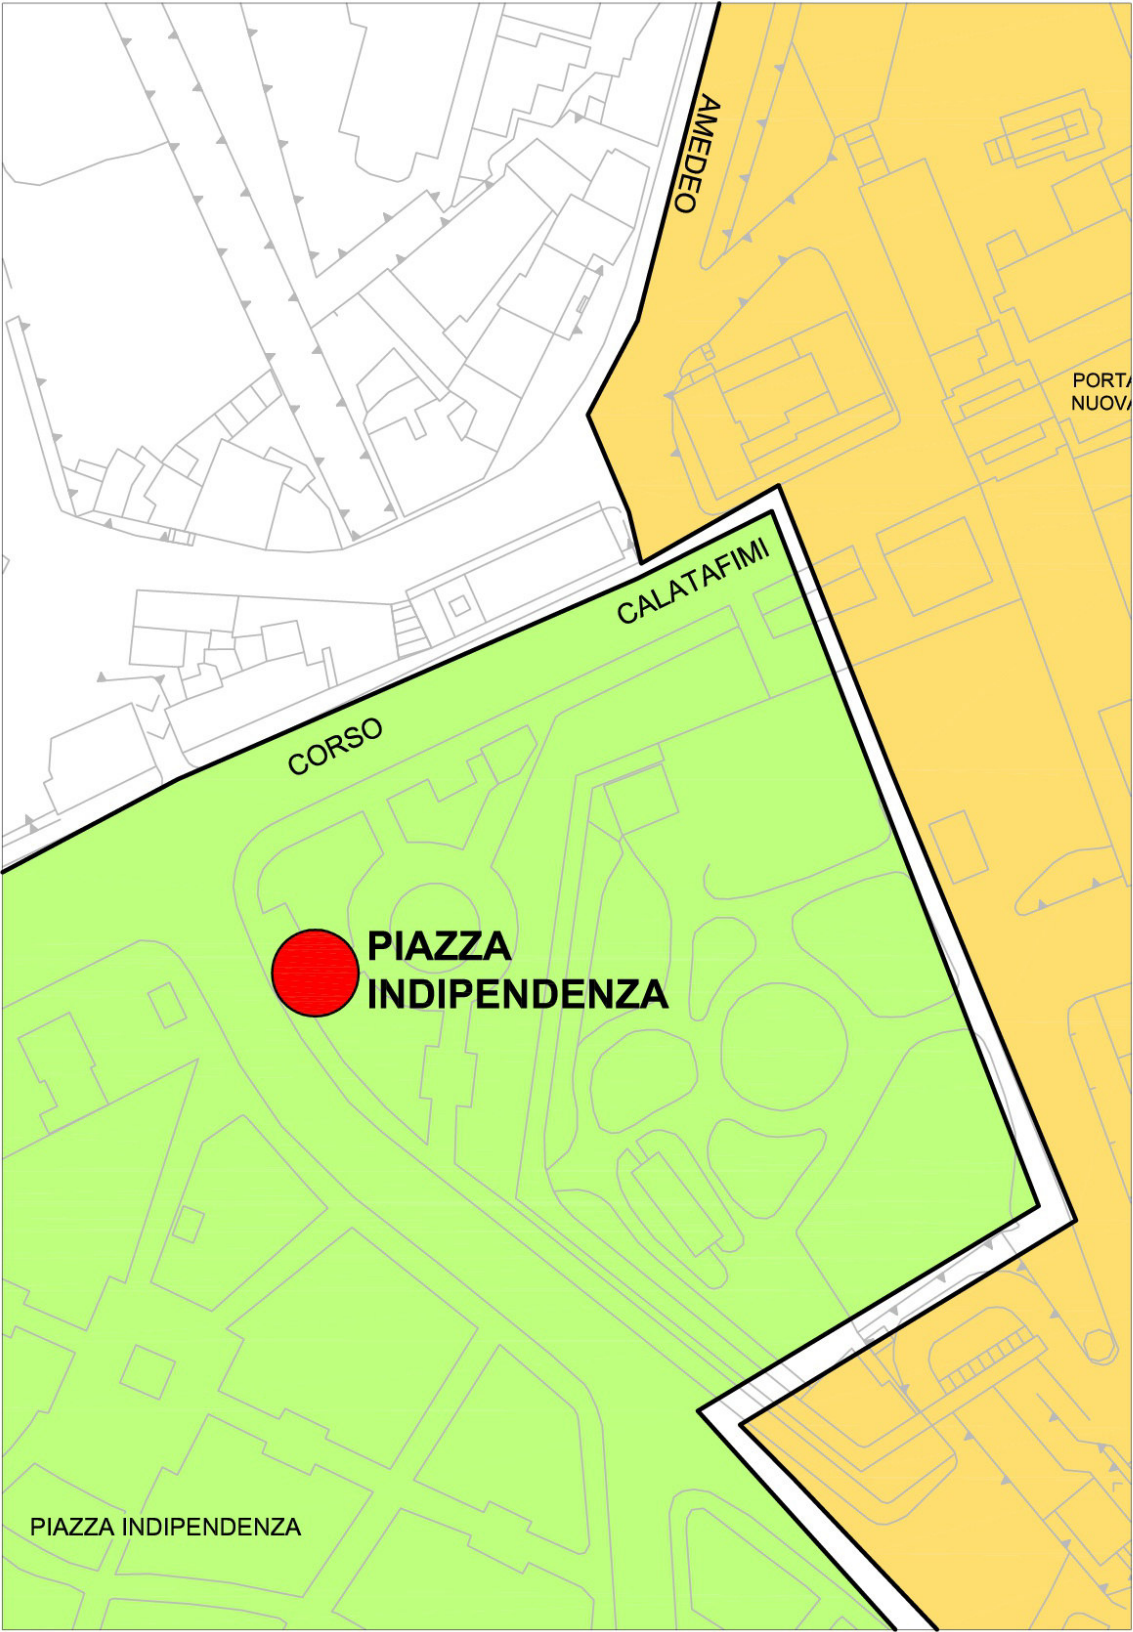 AMEDEO
PORTA
NUOVA
CALATAFIMI
CORSO
PIAZZA
INDIPENDENZA
PIAZZA INDIPENDENZA